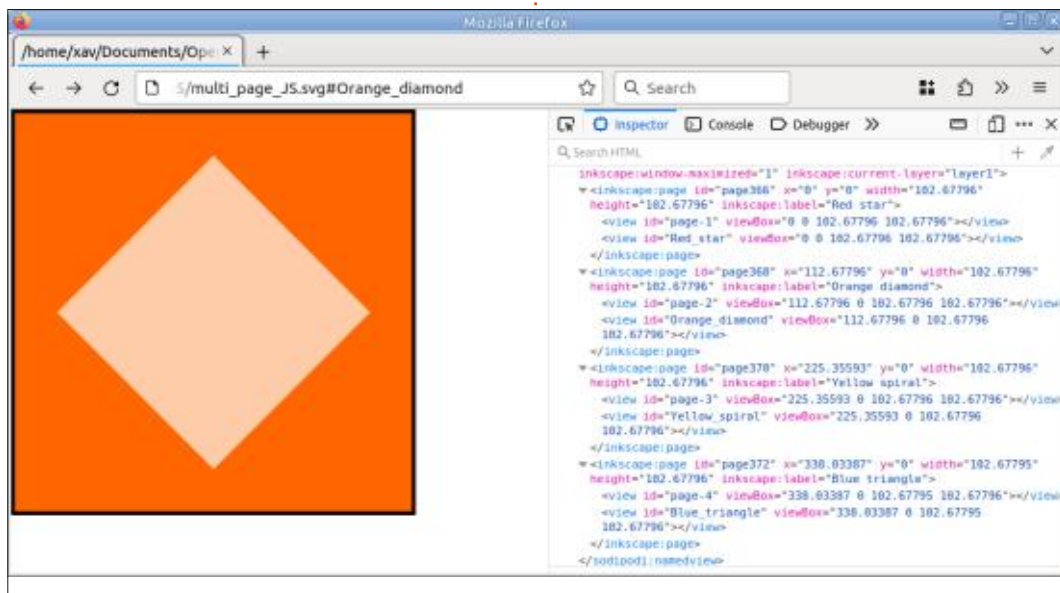 Mozilla Firefox
/home/xav/Documents/Ope × +
S/multi_page_JS.svg#Orange_diamond Search
Inspector Console Debugger
Search HTML
inkscape:window-maximized="1" inkscape:current-layer="layer1">
<inkscape:page id="page366" x="0" y="0" width="102.67796"
height="102.67796" inkscape:label="Red star">
<view id="page-1" viewBox="0 0 102.67796 102.67796"></view>
<view id="Red_star" viewBox="0 0 102.67796 102.67796"></view>
</inkscape:page>
<inkscape:page id="page368" x="112.67796" y="0" width="102.67796"
height="102.67796" inkscape:label="Orange diamond">
<view id="page-2" viewBox="112.67796 0 102.67796 102.67796"></view>
<view id="Orange_diamond" viewBox="112.67796 0 102.67796
102.67796"></view>
</inkscape:page>
<inkscape:page id="page370" x="225.35593" y="0" width="102.67796"
height="102.67796" inkscape:label="Yellow spiral">
<view id="page-3" viewBox="225.35593 0 102.67796 102.67796"></view>
<view id="Yellow_spiral" viewBox="225.35593 0 102.67796
102.67796"></view>
</inkscape:page>
<inkscape:page id="page372" x="338.03387" y="0" width="102.67795"
height="102.67796" inkscape:label="Blue triangle">
<view id="page-4" viewBox="338.03387 0 102.67795 102.67796"></view>
<view id="Blue_triangle" viewBox="338.03387 0 102.67795
102.67796"></view>
</inkscape:page>
</sodipodi:namedview>